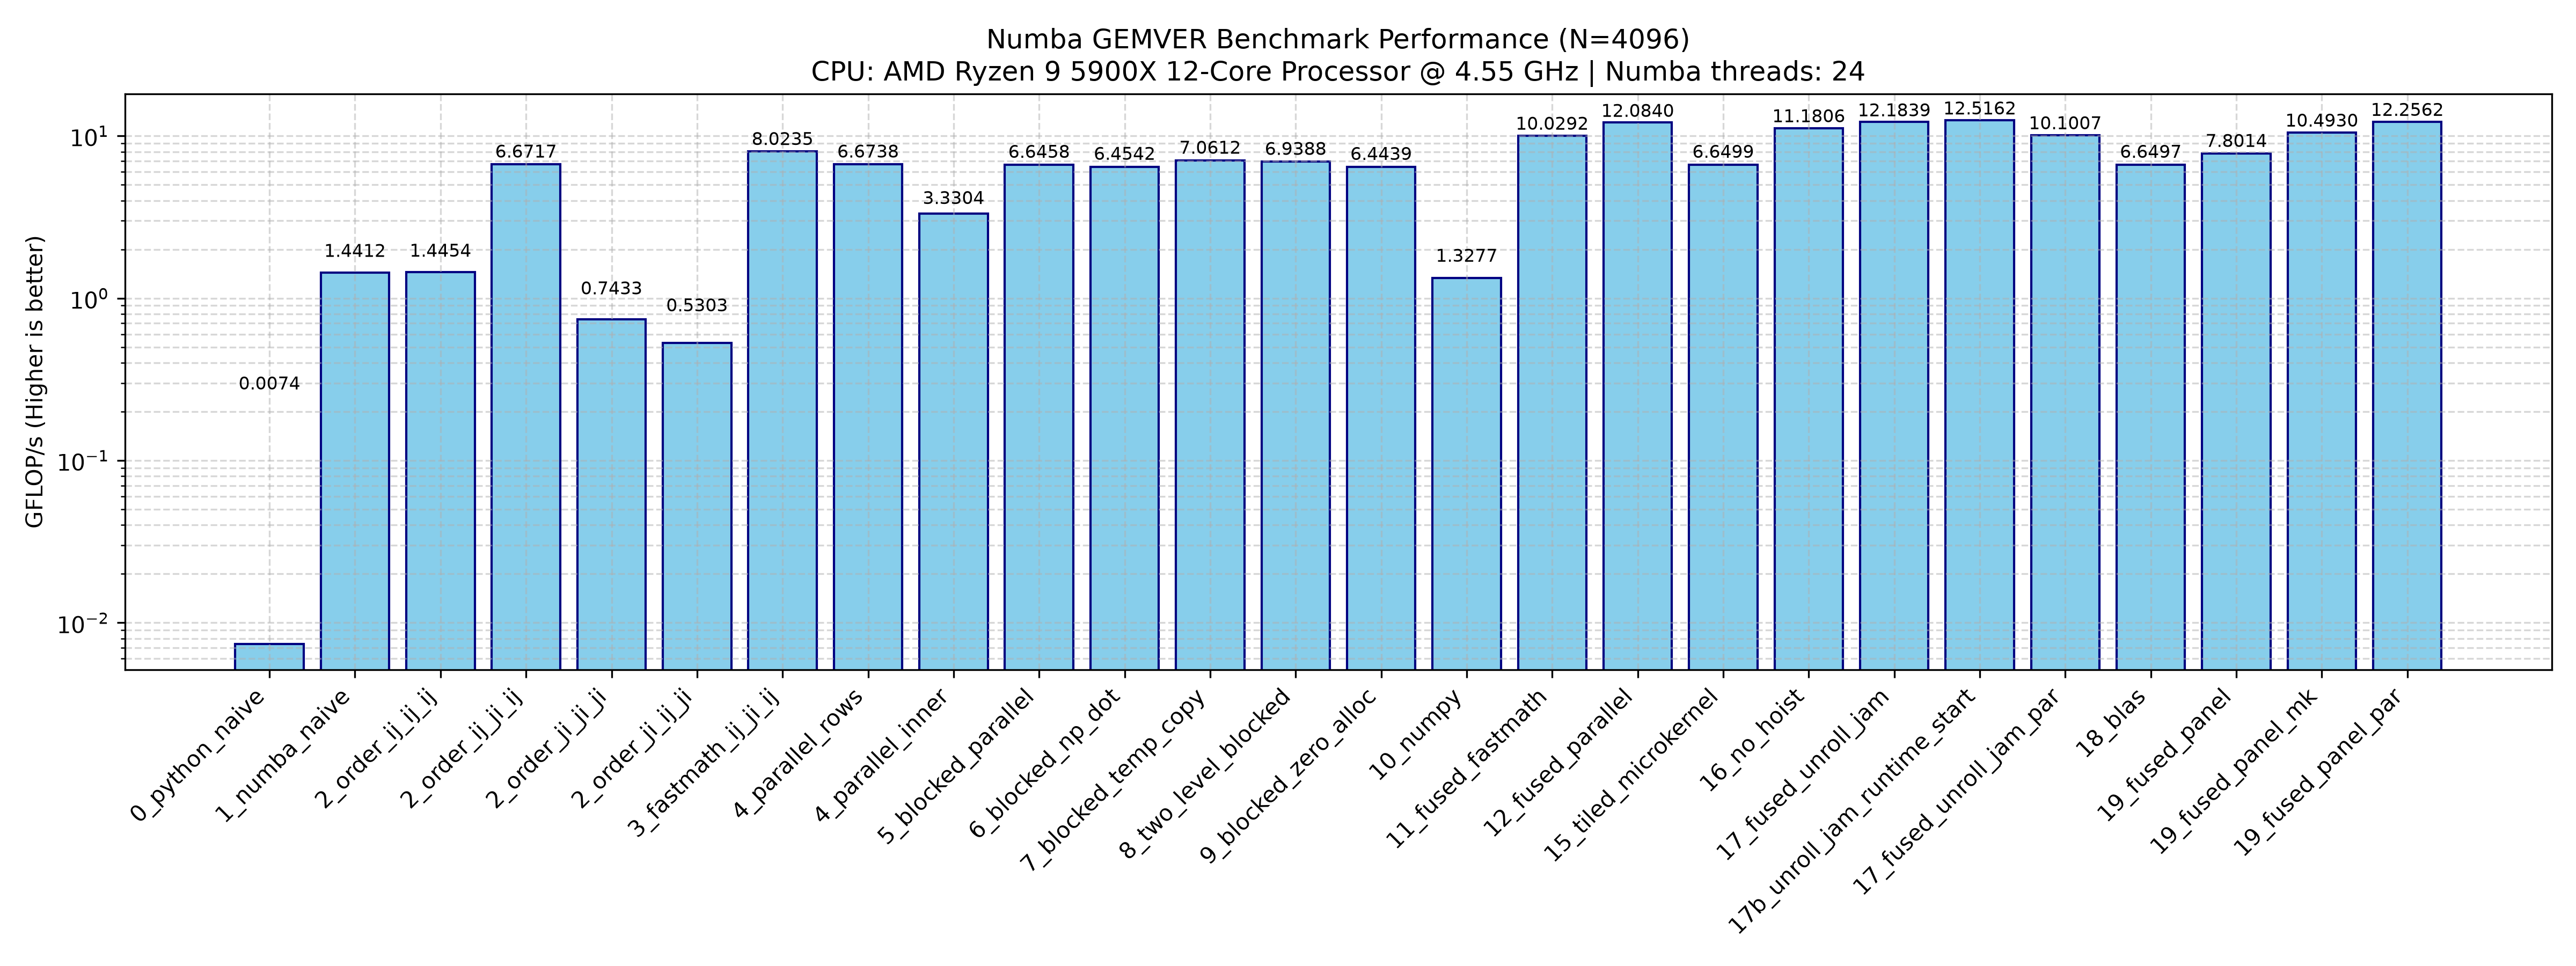 Numba GEMVER Benchmark Performance (N=4096)
CPU: AMD Ryzen 9 5900X 12-Core Processor @ 4.55 GHz | Numba threads: 24
GFLOP/s (Higher is better)
10¹
10⁰
10⁻¹
10⁻²
0.0074
1.4412
1.4454
6.6717
0.7433
0.5303
8.0235
6.6738
3.3304
6.6458
6.4542
7.0612
6.9388
6.4439
1.3277
10.0292
12.0840
6.6499
11.1806
12.1839
12.5162
10.1007
6.6497
7.8014
10.4930
12.2562
0_python_naive
1_numba_naive
2_order_ij_ij_ij
2_order_ij_ji_ij
2_order_ji_ji_ji
2_order_ji_ij_ji
3_fastmath_ij_ji_ij
4_parallel_rows
4_parallel_inner
5_blocked_parallel
6_blocked_np_dot
7_blocked_temp_copy
8_two_level_blocked
9_blocked_zero_alloc
10_numpy
11_fused_fastmath
12_fused_parallel
15_tiled_microkernel
16_no_hoist
17_fused_unroll_jam
17b_unroll_jam_runtime_start
17_fused_unroll_jam_par
18_blas
19_fused_panel
19_fused_panel_mk
19_fused_panel_par